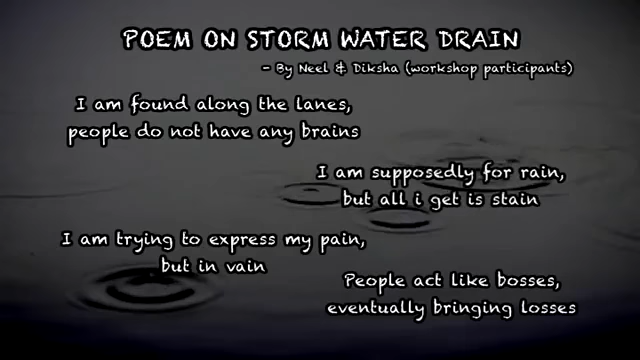 POEM ON STORM WATER DRAIN
- By Neel & Diksha (workshop participants)
I am found along the lanes,
people do not have any brains
I am supposedly for rain,
but all i get is stain
I am trying to express my pain,
but in vain
People act like bosses,
eventually bringing losses